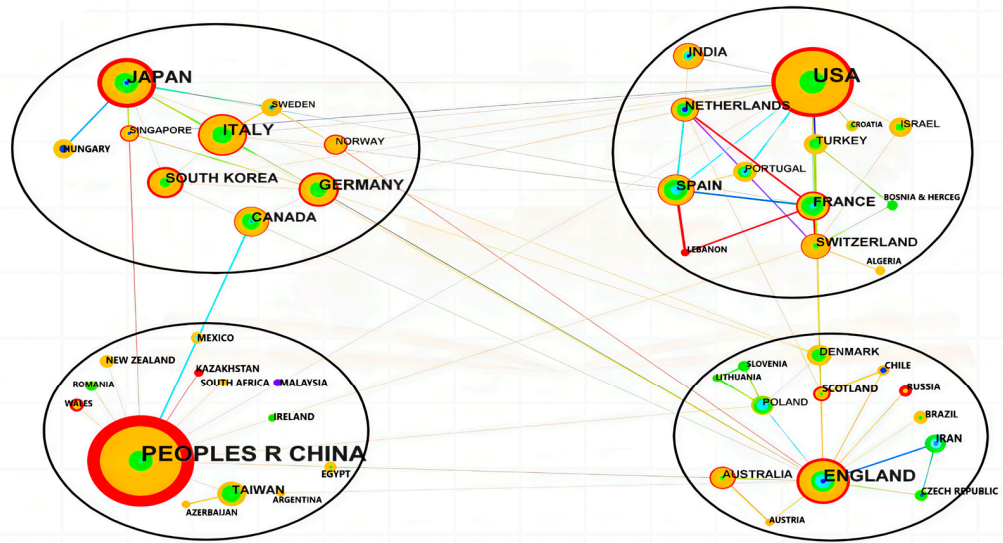 JAPAN
SWEDEN
SINGAPORE
ITALY
HUNGARY
NORWAY
SOUTH KOREA
GERMANY
CANADA
INDIA
USA
NETHERLANDS
CROATIA
ISRAEL
TURKEY
PORTUGAL
SPAIN
FRANCE
BOSNIA & HERCEG
SWITZERLAND
LEBANON
ALGERIA
MEXICO
NEW ZEALAND
KAZAKHSTAN
ROMANIA
SOUTH AFRICA
MALAYSIA
WALES
IRELAND
PEOPLES R CHINA
EGYPT
TAIWAN
ARGENTINA
AZERBAIJAN
DENMARK
SLOVENIA
CHILE
LITHUANIA
SCOTLAND
RUSSIA
POLAND
BRAZIL
IRAN
AUSTRALIA
ENGLAND
CZECH REPUBLIC
AUSTRIA